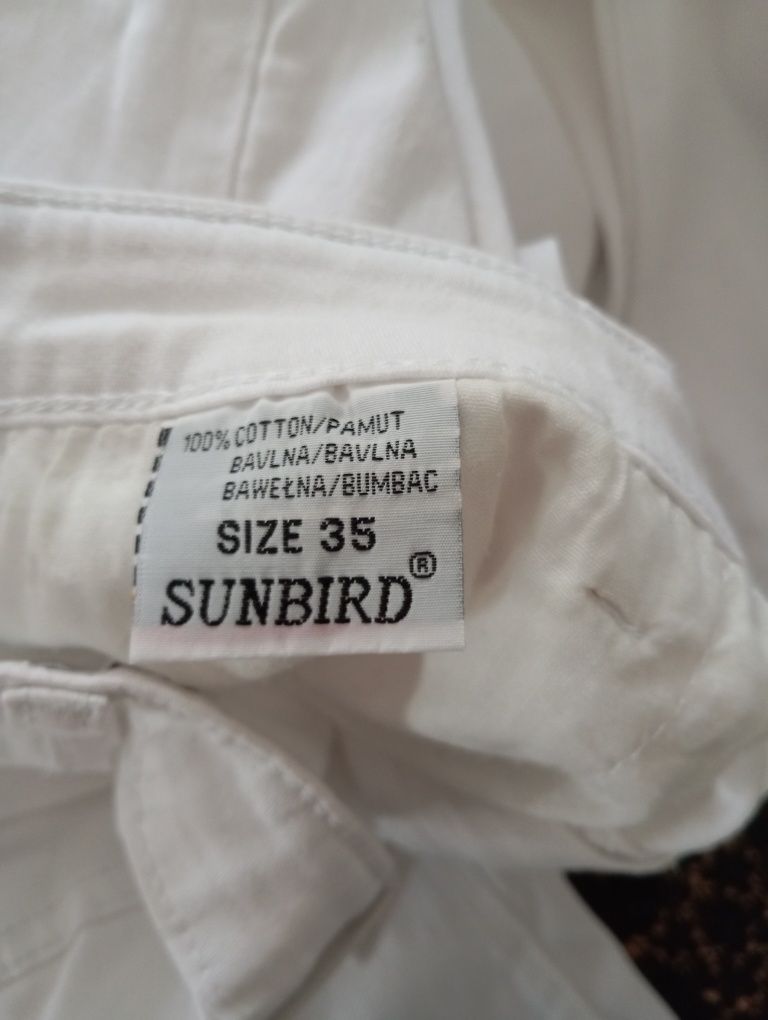 100% COTTON/PAMUT
BAVLNA/BAVLNA
BAWEŁNA/BUMBAC
SIZE 35
SUNBIRD®